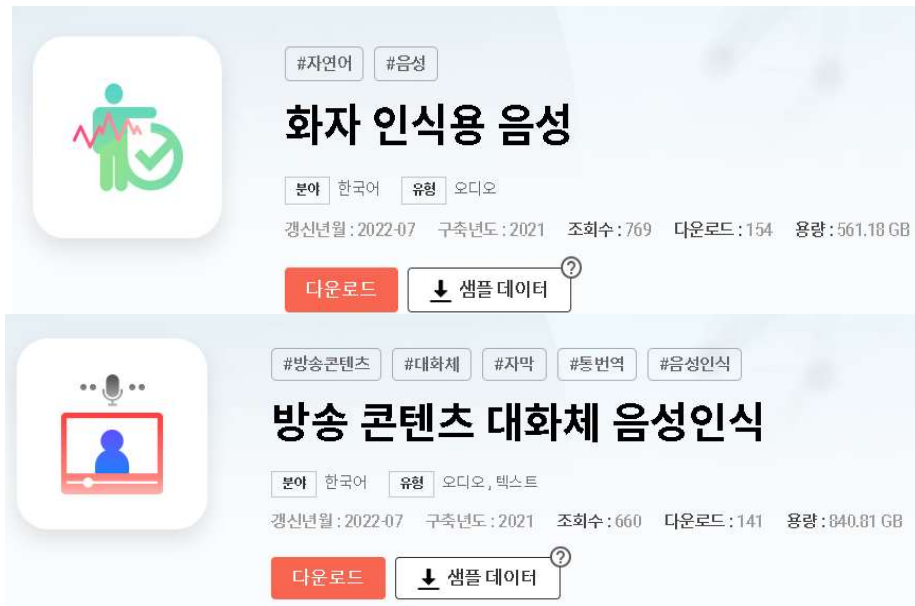 #자연어 #음성
화자 인식용 음성
분야 한국어 유형 오디오
갱신년월 : 2022-07 구축년도 : 2021 조회수 : 769 다운로드 : 154 용량 : 561.18 GB
다운로드 샘플 데이터 ?
#방송콘텐츠 #대화체 #자막 #통번역 #음성인식
방송 콘텐츠 대화체 음성인식
분야 한국어 유형 오디오 , 텍스트
갱신년월 : 2022-07 구축년도 : 2021 조회수 : 660 다운로드 : 141 용량 : 840.81 GB
다운로드 샘플 데이터 ?